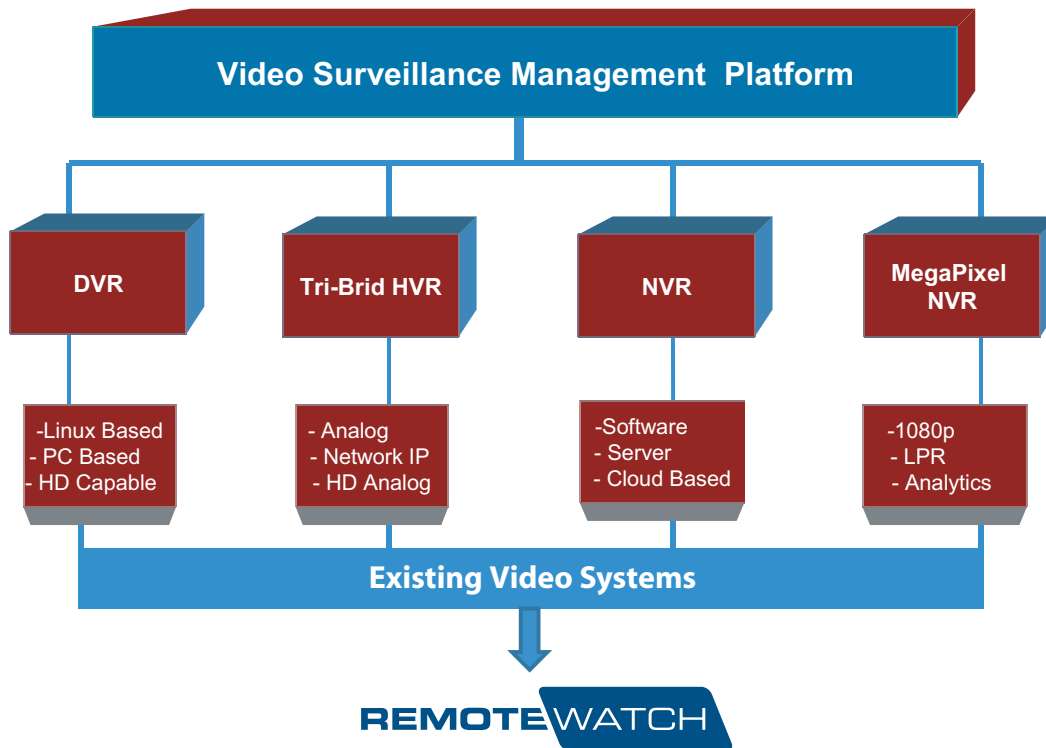 Video Surveillance Management Platform
DVR
Tri-Brid HVR
NVR
MegaPixel
NVR
-Linux Based
- PC Based
- HD Capable
- Analog
- Network IP
- HD Analog
-Software
- Server
- Cloud Based
-1080p
- LPR
- Analytics
Existing Video Systems
REMOTEWATCH